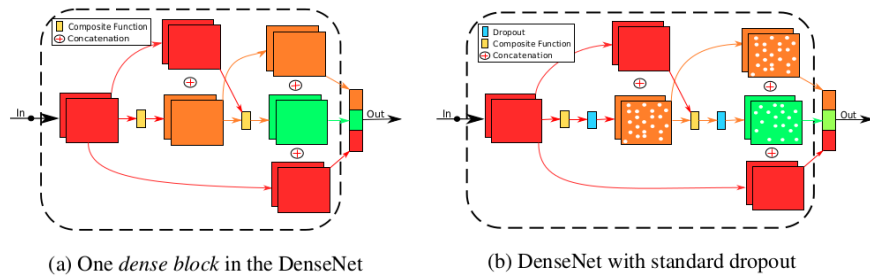 Composite Function
Concatenation
In
Out
(a) One dense block in the DenseNet
Dropout
Composite Function
Concatenation
In
Out
(b) DenseNet with standard dropout